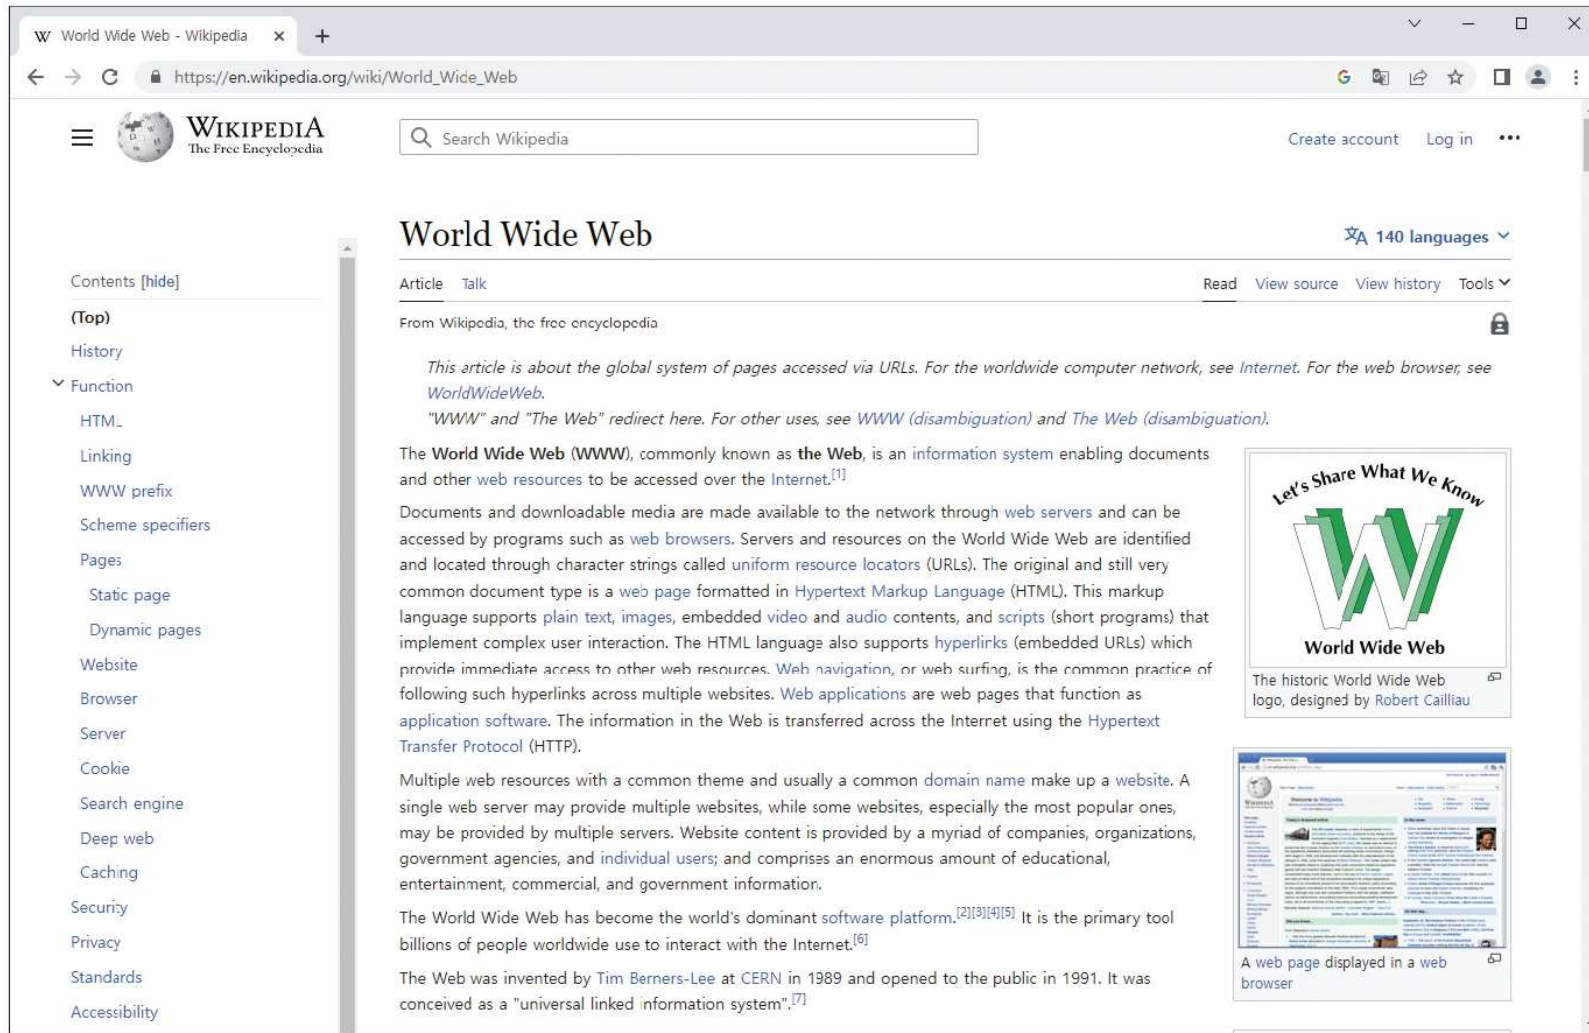 World Wide Web - Wikipedia
https://en.wikipedia.org/wiki/World_Wide_Web
WIKIPEDIA
The Free Encyclopedia
Search Wikipedia
Create account Log in
World Wide Web
140 languages
Contents [hide]
(Top)
History
Function
HTML
Linking
WWW prefix
Scheme specifiers
Pages
Static page
Dynamic pages
Website
Browser
Server
Cookie
Search engine
Deep web
Caching
Security
Privacy
Standards
Accessibility
Article Talk
Read View source View history Tools
From Wikipedia, the free encyclopedia
This article is about the global system of pages accessed via URLs. For the worldwide computer network, see Internet. For the web browser, see
WorldWideWeb.
"WWW" and "The Web" redirect here. For other uses, see WWW (disambiguation) and The Web (disambiguation).
The World Wide Web (WWW), commonly known as the Web, is an information system enabling documents
and other web resources to be accessed over the Internet.[1]
Documents and downloadable media are made available to the network through web servers and can be
accessed by programs such as web browsers. Servers and resources on the World Wide Web are identified
and located through character strings called uniform resource locators (URLs). The original and still very
common document type is a web page formatted in Hypertext Markup Language (HTML). This markup
language supports plain text, images, embedded video and audio contents, and scripts (short programs) that
implement complex user interaction. The HTML language also supports hyperlinks (embedded URLs) which
provide immediate access to other web resources. Web navigation, or web surfing, is the common practice of
following such hyperlinks across multiple websites. Web applications are web pages that function as
application software. The information in the Web is transferred across the Internet using the Hypertext
Transfer Protocol (HTTP).
Multiple web resources with a common theme and usually a common domain name make up a website. A
single web server may provide multiple websites, while some websites, especially the most popular ones,
may be provided by multiple servers. Website content is provided by a myriad of companies, organizations,
government agencies, and individual users; and comprises an enormous amount of educational,
entertainment, commercial, and government information.
The World Wide Web has become the world's dominant software platform.[2][3][4][5] It is the primary tool
billions of people worldwide use to interact with the Internet.[6]
The Web was invented by Tim Berners-Lee at CERN in 1989 and opened to the public in 1991. It was
conceived as a "universal linked information system".[7]
Let's Share What We Know
World Wide Web
The historic World Wide Web
logo, designed by Robert Cailliau
Welcome to Wikipedia
A web page displayed in a web
browser